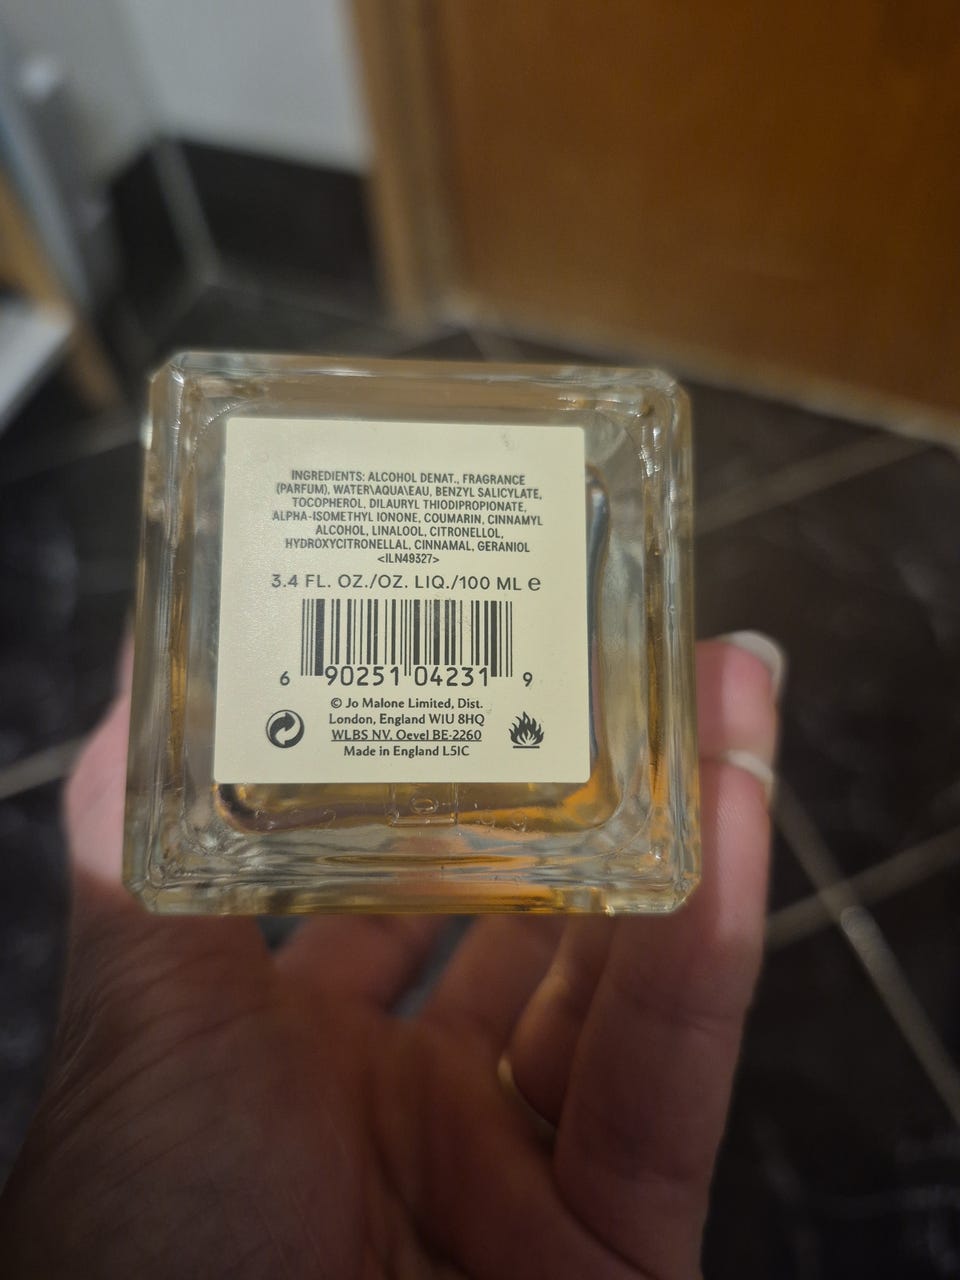 INGREDIENTS: ALCOHOL DENAT., FRAGRANCE
(PARFUM), WATER\AQUA\EAU, BENZYL SALICYLATE,
TOCOPHEROL, DILAURYL THIODIPROPIONATE,
ALPHA-ISOMETHYL IONONE, COUMARIN, CINNAMYL
ALCOHOL, LINALOOL, CITRONELLOL,
HYDROXYCITRONELLAL, CINNAMAL, GERANIOL
<ILN49327>
3.4 FL. OZ./OZ. LIQ./100 ML e
6 90251 04231 9
© Jo Malone Limited, Dist.
London, England W1U 8HQ
WLBS NV. Oevel BE-2260
Made in England L5IC